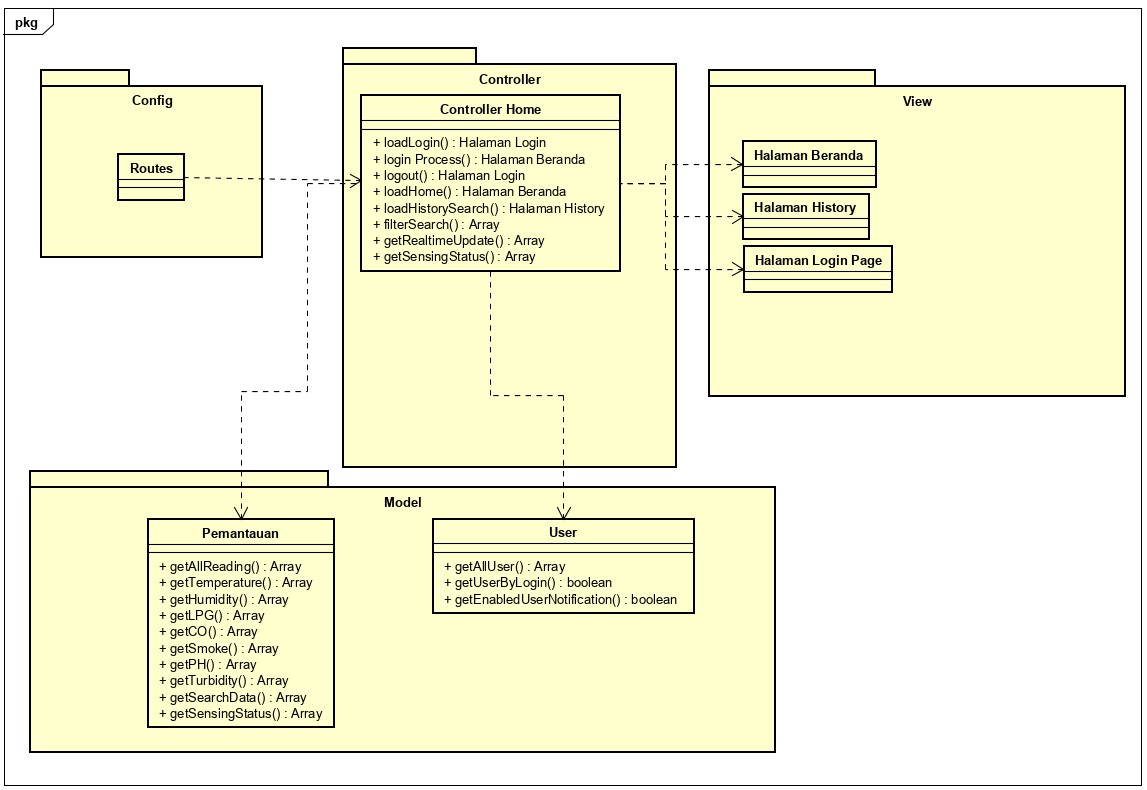 pkg
Config
Routes
Controller
Controller Home
+ loadLogin() : Halaman Login
+ login Process() : Halaman Beranda
+ logout() : Halaman Login
+ loadHome() : Halaman Beranda
+ loadHistorySearch() : Halaman History
+ filterSearch() : Array
+ getRealtimeUpdate() : Array
+ getSensingStatus() : Array
View
Halaman Beranda
Halaman History
Halaman Login Page
Model
Pemantauan
+ getAllReading() : Array
+ getTemperature() : Array
+ getHumidity() : Array
+ getLPG() : Array
+ getCO() : Array
+ getSmoke() : Array
+ getPH() : Array
+ getTurbidity() : Array
+ getSearchData() : Array
+ getSensingStatus() : Array
User
+ getAllUser() : Array
+ getUserByLogin() : boolean
+ getEnabledUserNotification() : boolean